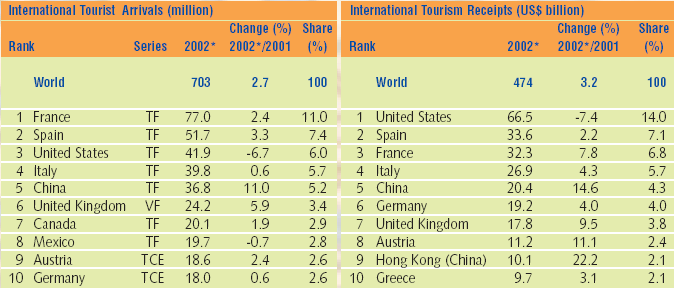 International Tourist Arrivals (million)
Rank Series 2002* Change (%) 2002*/2001 Share (%)
World 703 2.7 100
1 France TF 77.0 2.4 11.0
2 Spain TF 51.7 3.3 7.4
3 United States TF 41.9 -6.7 6.0
4 Italy TF 39.8 0.6 5.7
5 China TF 36.8 11.0 5.2
6 United Kingdom VF 24.2 5.9 3.4
7 Canada TF 20.1 1.9 2.9
8 Mexico TF 19.7 -0.7 2.8
9 Austria TCE 18.6 2.4 2.6
10 Germany TCE 18.0 0.6 2.6
International Tourism Receipts (US$ billion)
Rank 2002* Change (%) 2002*/2001 Share (%)
World 474 3.2 100
1 United States 66.5 -7.4 14.0
2 Spain 33.6 2.2 7.1
3 France 32.3 7.8 6.8
4 Italy 26.9 4.3 5.7
5 China 20.4 14.6 4.3
6 Germany 19.2 4.0 4.0
7 United Kingdom 17.8 9.5 3.8
8 Austria 11.2 11.1 2.4
9 Hong Kong (China) 10.1 22.2 2.1
10 Greece 9.7 3.1 2.1